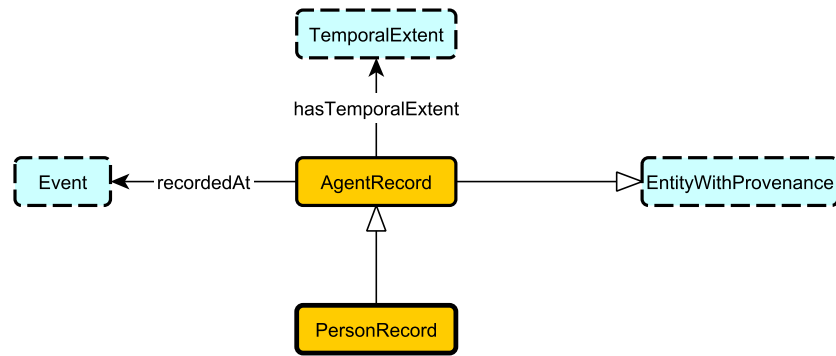 TemporalExtent
hasTemporalExtent
Event
recordedAt
AgentRecord
EntityWithProvenance
PersonRecord